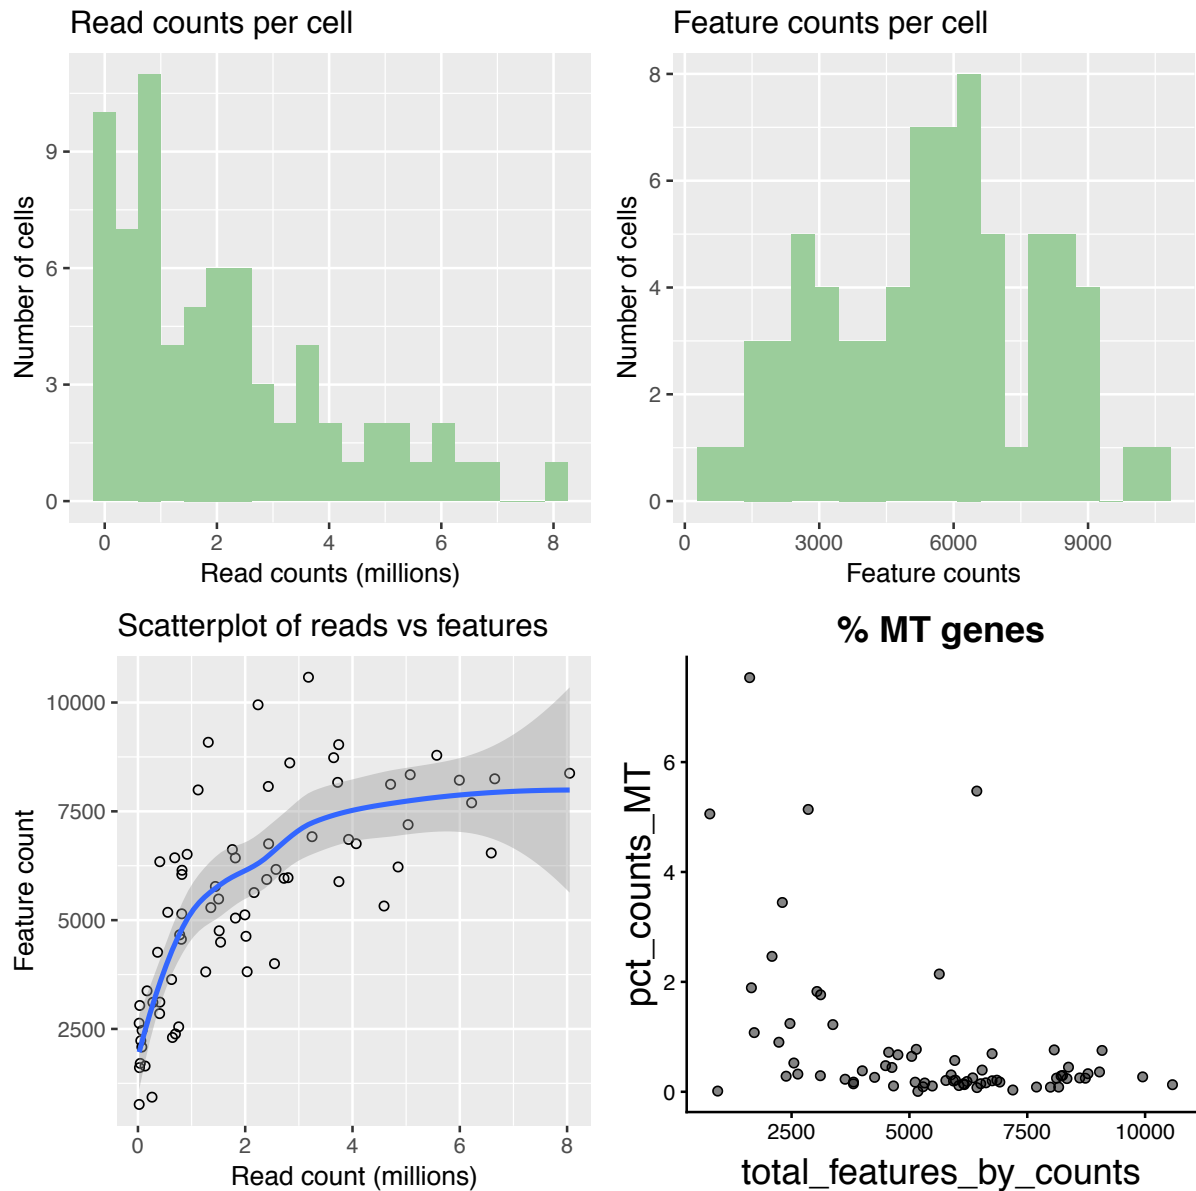 Read counts per cell
Number of cells
9
6
3
0
0 2 4 6 8
Read counts (millions)
Feature counts per cell
Number of cells
8
6
4
2
0
0 3000 6000 9000
Feature counts
Scatterplot of reads vs features
Feature count
10000
7500
5000
2500
0 2 4 6 8
Read count (millions)
% MT genes
pct_counts_MT
6
4
2
0
2500 5000 7500 10000
total_features_by_counts